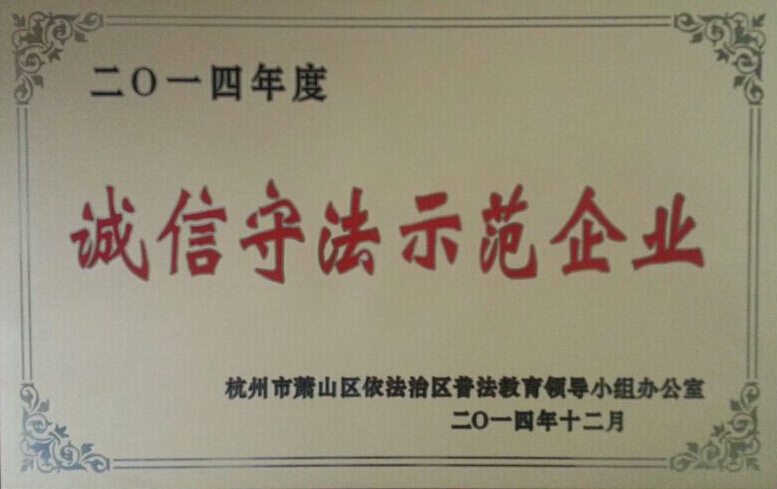 二〇一四年度
诚信守法示范企业
杭州市萧山区依法治区普法教育领导小组办公室
二〇一四年十二月